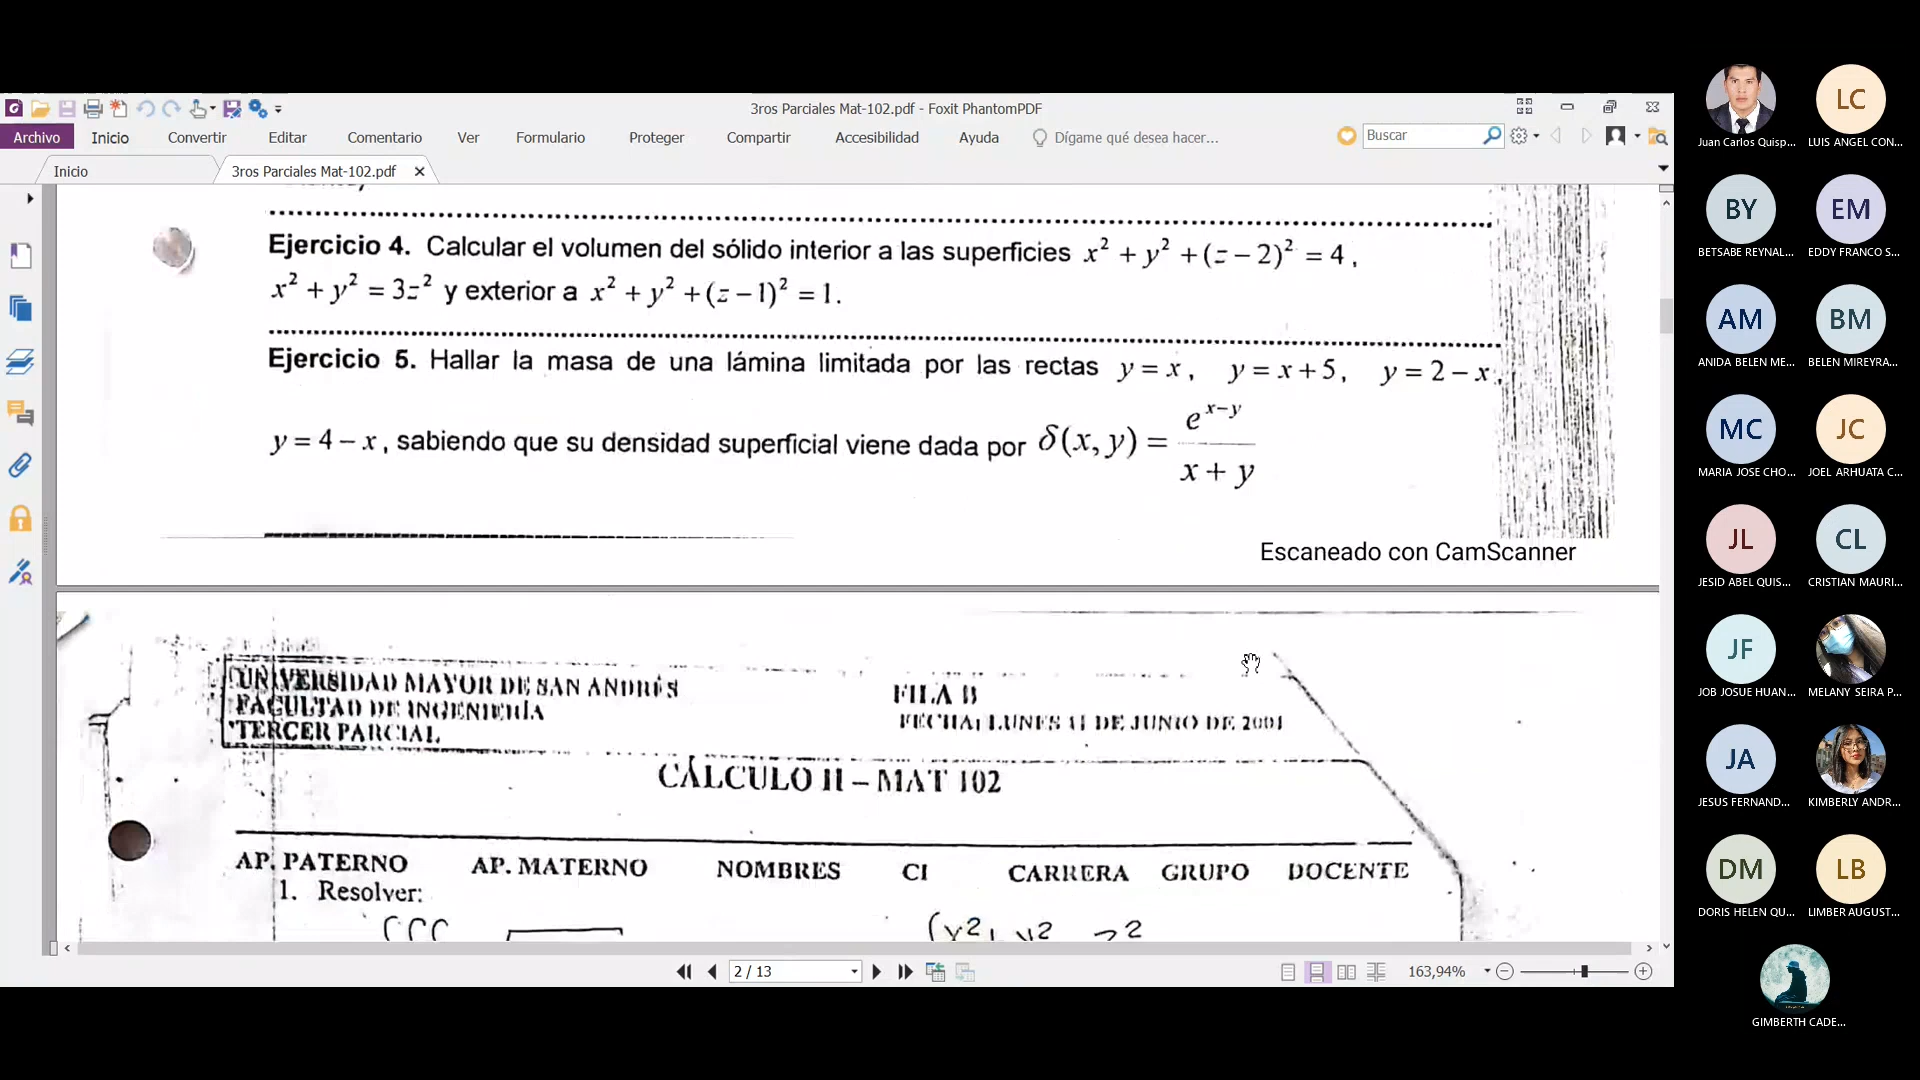 3ros Parciales Mat-102.pdf - Foxit PhantomPDF
Archivo Inicio Convertir Editar Comentario Ver Formulario Proteger Compartir Accesibilidad Ayuda Dígame qué desea hacer... Buscar
Inicio 3ros Parciales Mat-102.pdf
Ejercicio 4. Calcular el volumen del sólido interior a las superficies x² + y² + (z − 2)² = 4,
x² + y² = 3z² y exterior a x² + y² + (z − 1)² = 1.
Ejercicio 5. Hallar la masa de una lámina limitada por las rectas y = x, y = x + 5, y = 2 − x,
y = 4 − x, sabiendo que su densidad superficial viene dada por δ(x, y) = e^(x−y) / (x + y)
Escaneado con CamScanner
UNIVERSIDAD MAYOR DE SAN ANDRÉS
FACULTAD DE INGENIERÍA
TERCER PARCIAL
FILA B
FECHA: LUNES 11 DE JUNIO DE 2001
CÁLCULO II – MAT 102
AP. PATERNO AP. MATERNO NOMBRES CI CARRERA GRUPO DOCENTE
1. Resolver:
2 / 13
163,94%
Juan Carlos Quisp...
LC
LUIS ANGEL CON...
BY
BETSABE REYNAL...
EM
EDDY FRANCO S...
AM
ANIDA BELEN ME...
BM
BELEN MIREYRA...
MC
MARIA JOSE CHO...
JC
JOEL ARHUATA C...
JL
JESID ABEL QUIS...
CL
CRISTIAN MAURI...
JF
JOB JOSUE HUAN...
MELANY SEIRA P...
JA
JESUS FERNAND...
KIMBERLY ANDR...
DM
DORIS HELEN QU...
LB
LIMBER AUGUST...
GIMBERTH CADE...